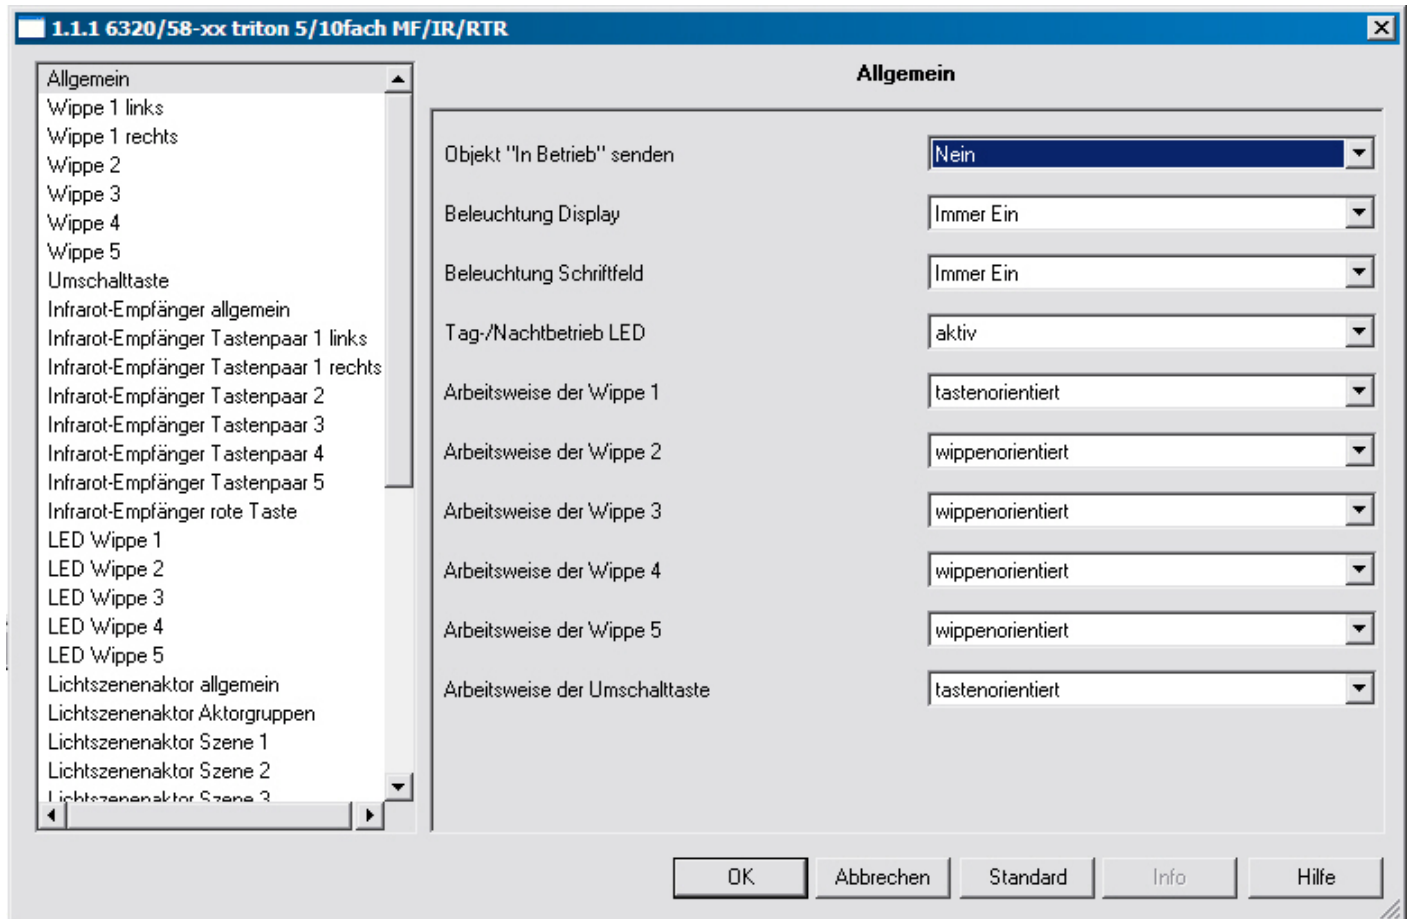 1.1.1 6320/58-xx triton 5/10fach MF/IR/RTR
Allgemein
Wippe 1 links
Wippe 1 rechts
Wippe 2
Wippe 3
Wippe 4
Wippe 5
Umschalttaste
Infrarot-Empfänger allgemein
Infrarot-Empfänger Tastenpaar 1 links
Infrarot-Empfänger Tastenpaar 1 rechts
Infrarot-Empfänger Tastenpaar 2
Infrarot-Empfänger Tastenpaar 3
Infrarot-Empfänger Tastenpaar 4
Infrarot-Empfänger Tastenpaar 5
Infrarot-Empfänger rote Taste
LED Wippe 1
LED Wippe 2
LED Wippe 3
LED Wippe 4
LED Wippe 5
Lichtszenenaktor allgemein
Lichtszenenaktor Aktorgruppen
Lichtszenenaktor Szene 1
Lichtszenenaktor Szene 2
Lichtszenenaktor Szene 3
Allgemein
Objekt "In Betrieb" senden Nein
Beleuchtung Display Immer Ein
Beleuchtung Schriftfeld Immer Ein
Tag-/Nachtbetrieb LED aktiv
Arbeitsweise der Wippe 1 tastenorientiert
Arbeitsweise der Wippe 2 wippenorientiert
Arbeitsweise der Wippe 3 wippenorientiert
Arbeitsweise der Wippe 4 wippenorientiert
Arbeitsweise der Wippe 5 wippenorientiert
Arbeitsweise der Umschalttaste tastenorientiert
OK Abbrechen Standard Info Hilfe